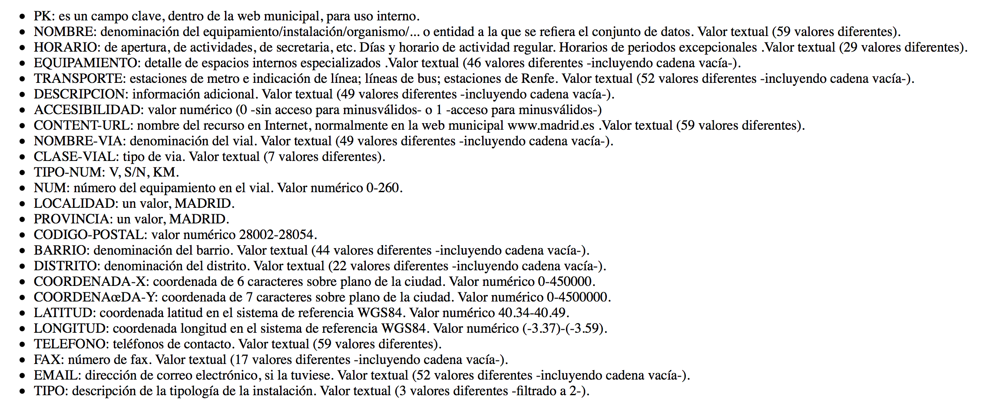 • PK: es un campo clave, dentro de la web municipal, para uso interno.
• NOMBRE: denominación del equipamiento/instalación/organismo/... o entidad a la que se refiera el conjunto de datos. Valor textual (59 valores diferentes).
• HORARIO: de apertura, de actividades, de secretaria, etc. Días y horario de actividad regular. Horarios de periodos excepcionales .Valor textual (29 valores diferentes).
• EQUIPAMIENTO: detalle de espacios internos especializados .Valor textual (46 valores diferentes -incluyendo cadena vacía-).
• TRANSPORTE: estaciones de metro e indicación de línea; líneas de bus; estaciones de Renfe. Valor textual (52 valores diferentes -incluyendo cadena vacía-).
• DESCRIPCION: información adicional. Valor textual (49 valores diferentes -incluyendo cadena vacía-).
• ACCESIBILIDAD: valor numérico (0 -sin acceso para minusválidos- o 1 -acceso para minusválidos-)
• CONTENT-URL: nombre del recurso en Internet, normalmente en la web municipal www.madrid.es .Valor textual (59 valores diferentes).
• NOMBRE-VIA: denominación del vial. Valor textual (49 valores diferentes -incluyendo cadena vacía-).
• CLASE-VIAL: tipo de via. Valor textual (7 valores diferentes).
• TIPO-NUM: V, S/N, KM.
• NUM: número del equipamiento en el vial. Valor numérico 0-260.
• LOCALIDAD: un valor, MADRID.
• PROVINCIA: un valor, MADRID.
• CODIGO-POSTAL: valor numérico 28002-28054.
• BARRIO: denominación del barrio. Valor textual (44 valores diferentes -incluyendo cadena vacía-).
• DISTRITO: denominación del distrito. Valor textual (22 valores diferentes -incluyendo cadena vacía-).
• COORDENADA-X: coordenada de 6 caracteres sobre plano de la ciudad. Valor numérico 0-450000.
• COORDENAœDA-Y: coordenada de 7 caracteres sobre plano de la ciudad. Valor numérico 0-4500000.
• LATITUD: coordenada latitud en el sistema de referencia WGS84. Valor numérico 40.34-40.49.
• LONGITUD: coordenada longitud en el sistema de referencia WGS84. Valor numérico (-3.37)-(-3.59).
• TELEFONO: teléfonos de contacto. Valor textual (59 valores diferentes).
• FAX: número de fax. Valor textual (17 valores diferentes -incluyendo cadena vacía-).
• EMAIL: dirección de correo electrónico, si la tuviese. Valor textual (52 valores diferentes -incluyendo cadena vacía-).
• TIPO: descripción de la tipología de la instalación. Valor textual (3 valores diferentes -filtrado a 2-).